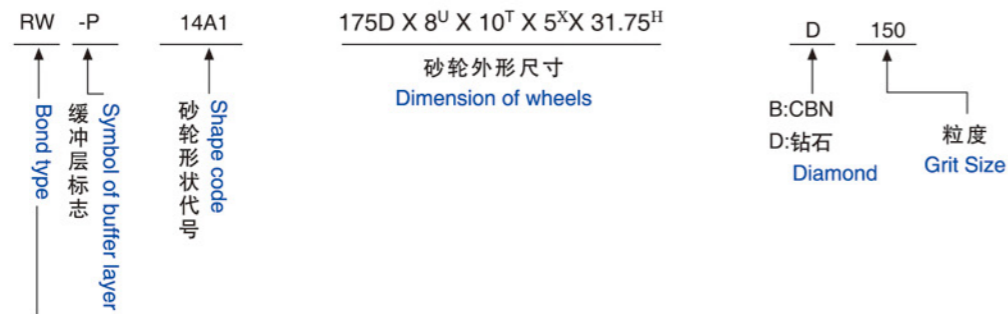 RW -P 14A1 175D X 8ᵁ X 10ᵀ X 5ˣX 31.75ᴴ D 150
Bond type
缓冲层标志
Symbol of buffer layer
砂轮形状代号
Shape code
砂轮外形尺寸
Dimension of wheels
B:CBN
D:钻石
Diamond
粒度
Grit Size